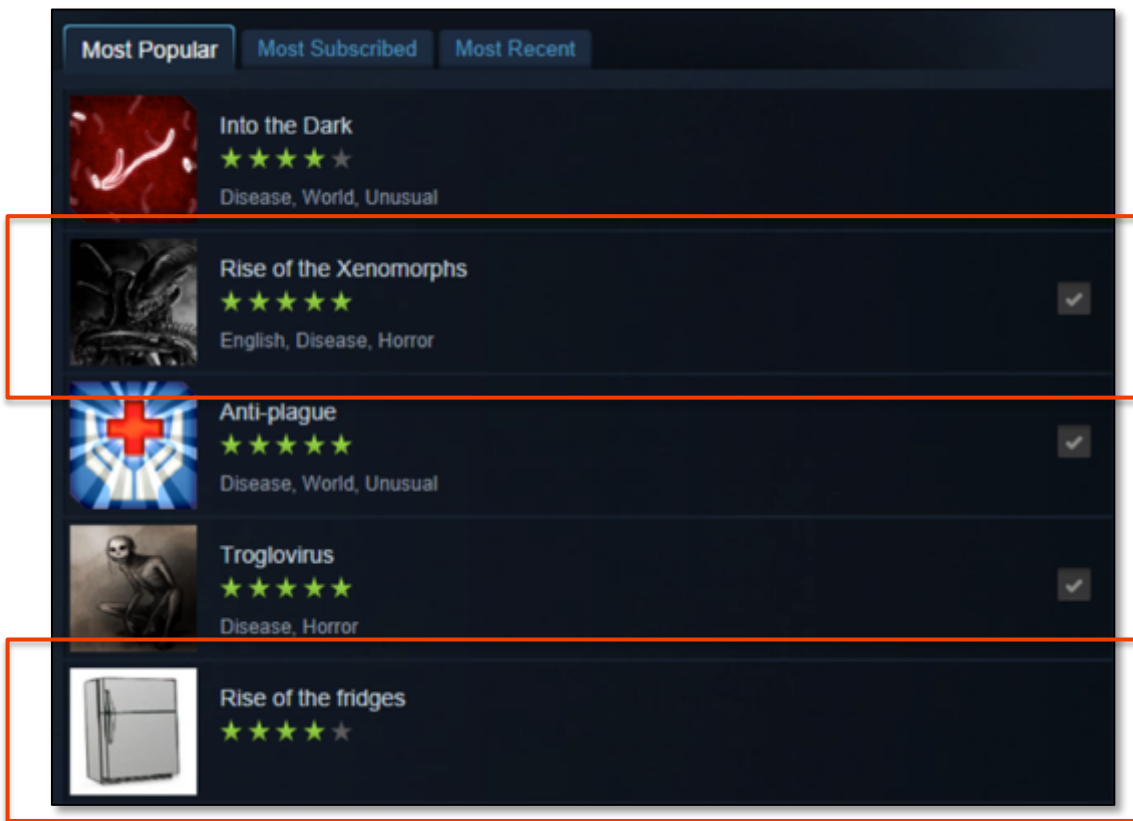 Most Popular Most Subscribed Most Recent
Into the Dark
Disease, World, Unusual
Rise of the Xenomorphs
English, Disease, Horror
Anti-plague
Disease, World, Unusual
Troglovirus
Disease, Horror
Rise of the fridges